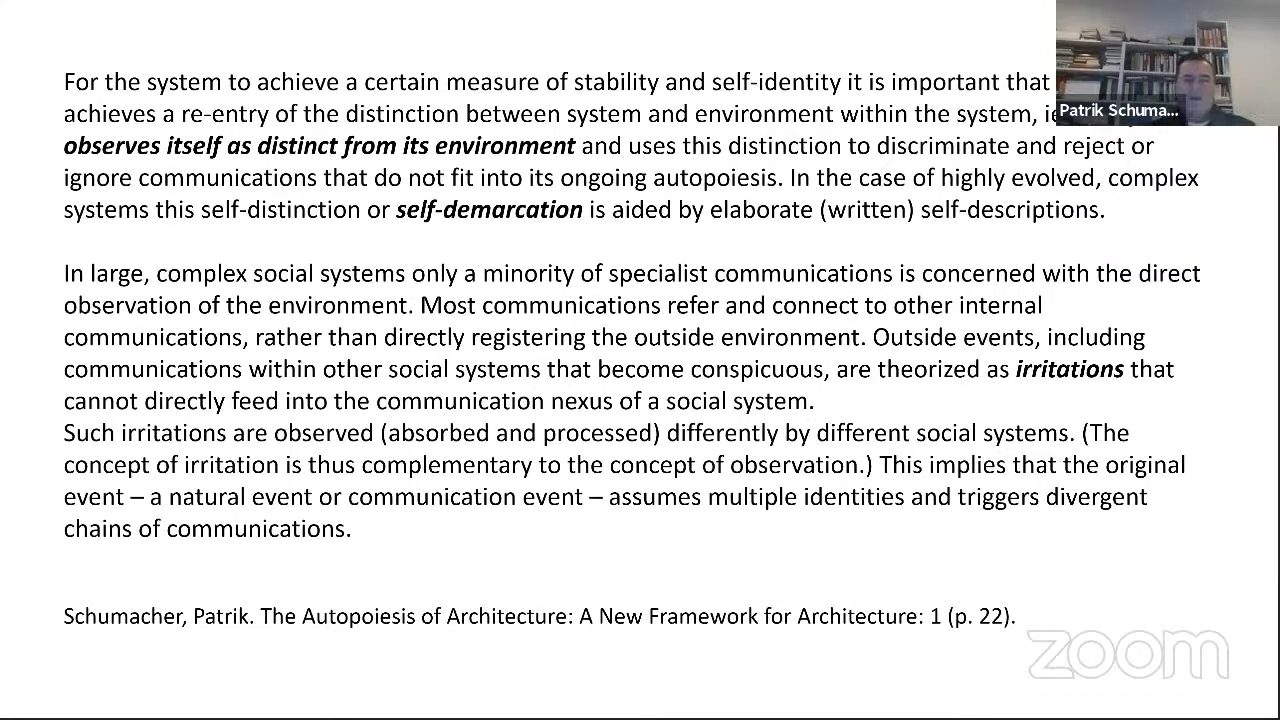 For the system to achieve a certain measure of stability and self-identity it is important that
achieves a re-entry of the distinction between system and environment within the system, ie
observes itself as distinct from its environment and uses this distinction to discriminate and reject or
ignore communications that do not fit into its ongoing autopoiesis. In the case of highly evolved, complex
systems this self-distinction or self-demarcation is aided by elaborate (written) self-descriptions.
In large, complex social systems only a minority of specialist communications is concerned with the direct
observation of the environment. Most communications refer and connect to other internal
communications, rather than directly registering the outside environment. Outside events, including
communications within other social systems that become conspicuous, are theorized as irritations that
cannot directly feed into the communication nexus of a social system.
Such irritations are observed (absorbed and processed) differently by different social systems. (The
concept of irritation is thus complementary to the concept of observation.) This implies that the original
event – a natural event or communication event – assumes multiple identities and triggers divergent
chains of communications.
Schumacher, Patrik. The Autopoiesis of Architecture: A New Framework for Architecture: 1 (p. 22).
Patrik Schuma...
zoom